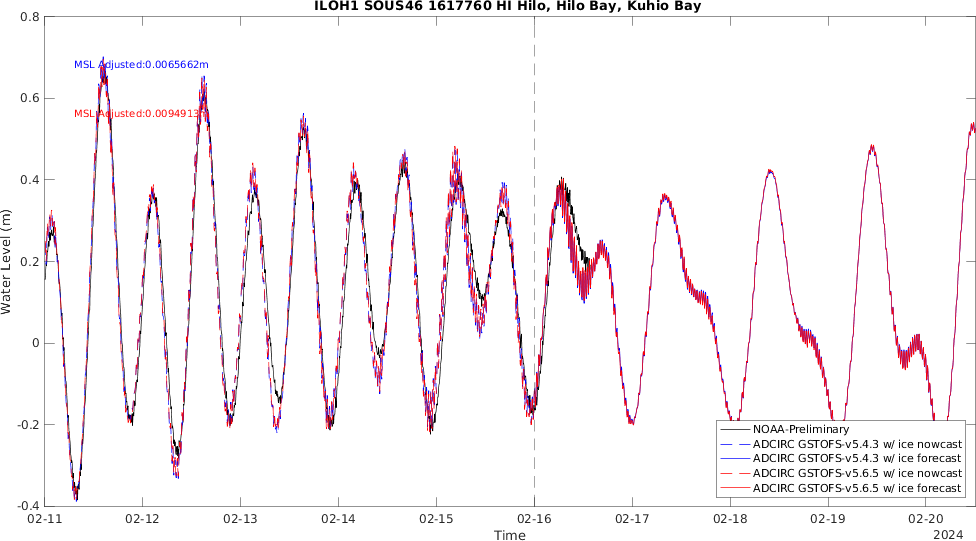 ILOH1 SOUS46 1617760 HI Hilo, Hilo Bay, Kuhio Bay
0.8
0.6
0.4
0.2
0
-0.2
-0.4
Water Level (m)
MSL Adjusted:0.0065662m
MSL Adjusted:0.0094913m
NOAA-Preliminary
ADCIRC GSTOFS-v5.4.3 w/ ice nowcast
ADCIRC GSTOFS-v5.4.3 w/ ice forecast
ADCIRC GSTOFS-v5.6.5 w/ ice nowcast
ADCIRC GSTOFS-v5.6.5 w/ ice forecast
02-11 02-12 02-13 02-14 02-15 02-16 02-17 02-18 02-19 02-20
Time
2024